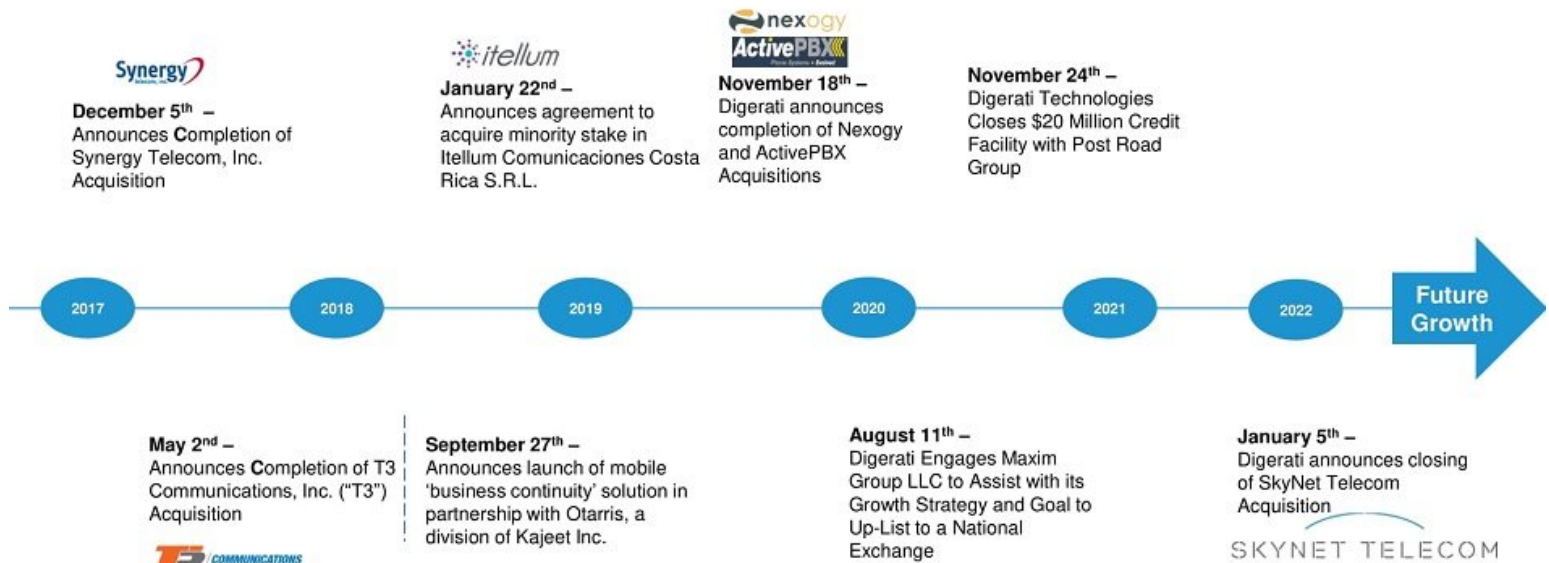 Synergy
December 5th –
Announces Completion of
Synergy Telecom, Inc.
Acquisition
itellum
January 22nd –
Announces agreement to
acquire minority stake in
Itellum Comunicaciones Costa
Rica S.R.L.
nexogy
ActivePBX
Phone Systems • Evolved
November 18th –
Digerati announces
completion of Nexogy
and ActivePBX
Acquisitions
November 24th –
Digerati Technologies
Closes $20 Million Credit
Facility with Post Road
Group
2017
2018
2019
2020
2021
2022
Future
Growth
May 2nd –
Announces Completion of T3
Communications, Inc. (“T3”)
Acquisition
T3 COMMUNICATIONS
September 27th –
Announces launch of mobile
‘business continuity’ solution in
partnership with Otarris, a
division of Kajeet Inc.
August 11th –
Digerati Engages Maxim
Group LLC to Assist with its
Growth Strategy and Goal to
Up-List to a National
Exchange
January 5th –
Digerati announces closing
of SkyNet Telecom
Acquisition
SKYNET TELECOM